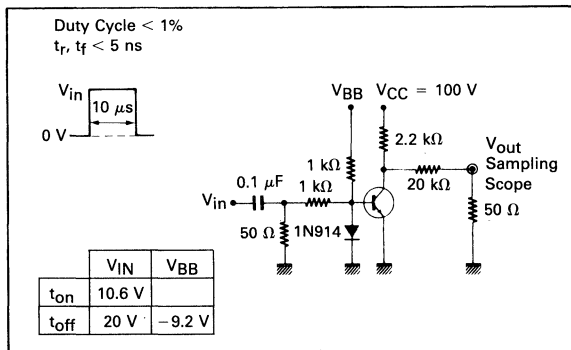 Duty Cycle < 1%
tr, tf < 5 ns
Vin
10 μs
0 V
VBB
VCC = 100 V
2.2 kΩ
Vout
Sampling
Scope
1 kΩ
20 kΩ
0.1 μF
1 kΩ
Vin
50 Ω
50 Ω
1N914
VIN VBB
ton 10.6 V
toff 20 V −9.2 V